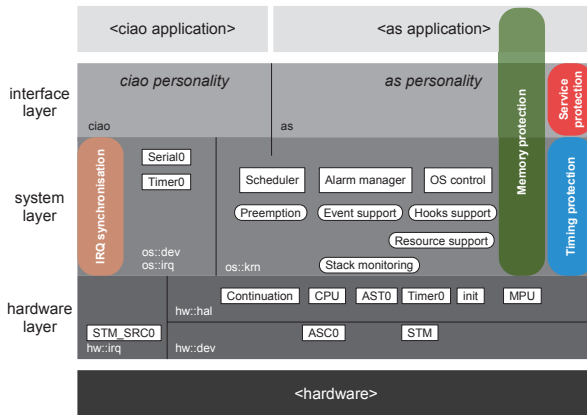 <ciao application>
<as application>
interface
layer
ciao personality
as personality
ciao
as
Memory protection
Service
protection
system
layer
IRQ synchronisation
Serial0
Timer0
os::dev
os::irq
Scheduler
Alarm manager
OS control
Preemption
Event support
Hooks support
Resource support
Stack monitoring
os::krn
Timing protection
hardware
layer
Continuation
CPU
AST0
Timer0
init
MPU
hw::hal
STM_SRC0
hw::irq
ASC0
STM
hw::dev
<hardware>